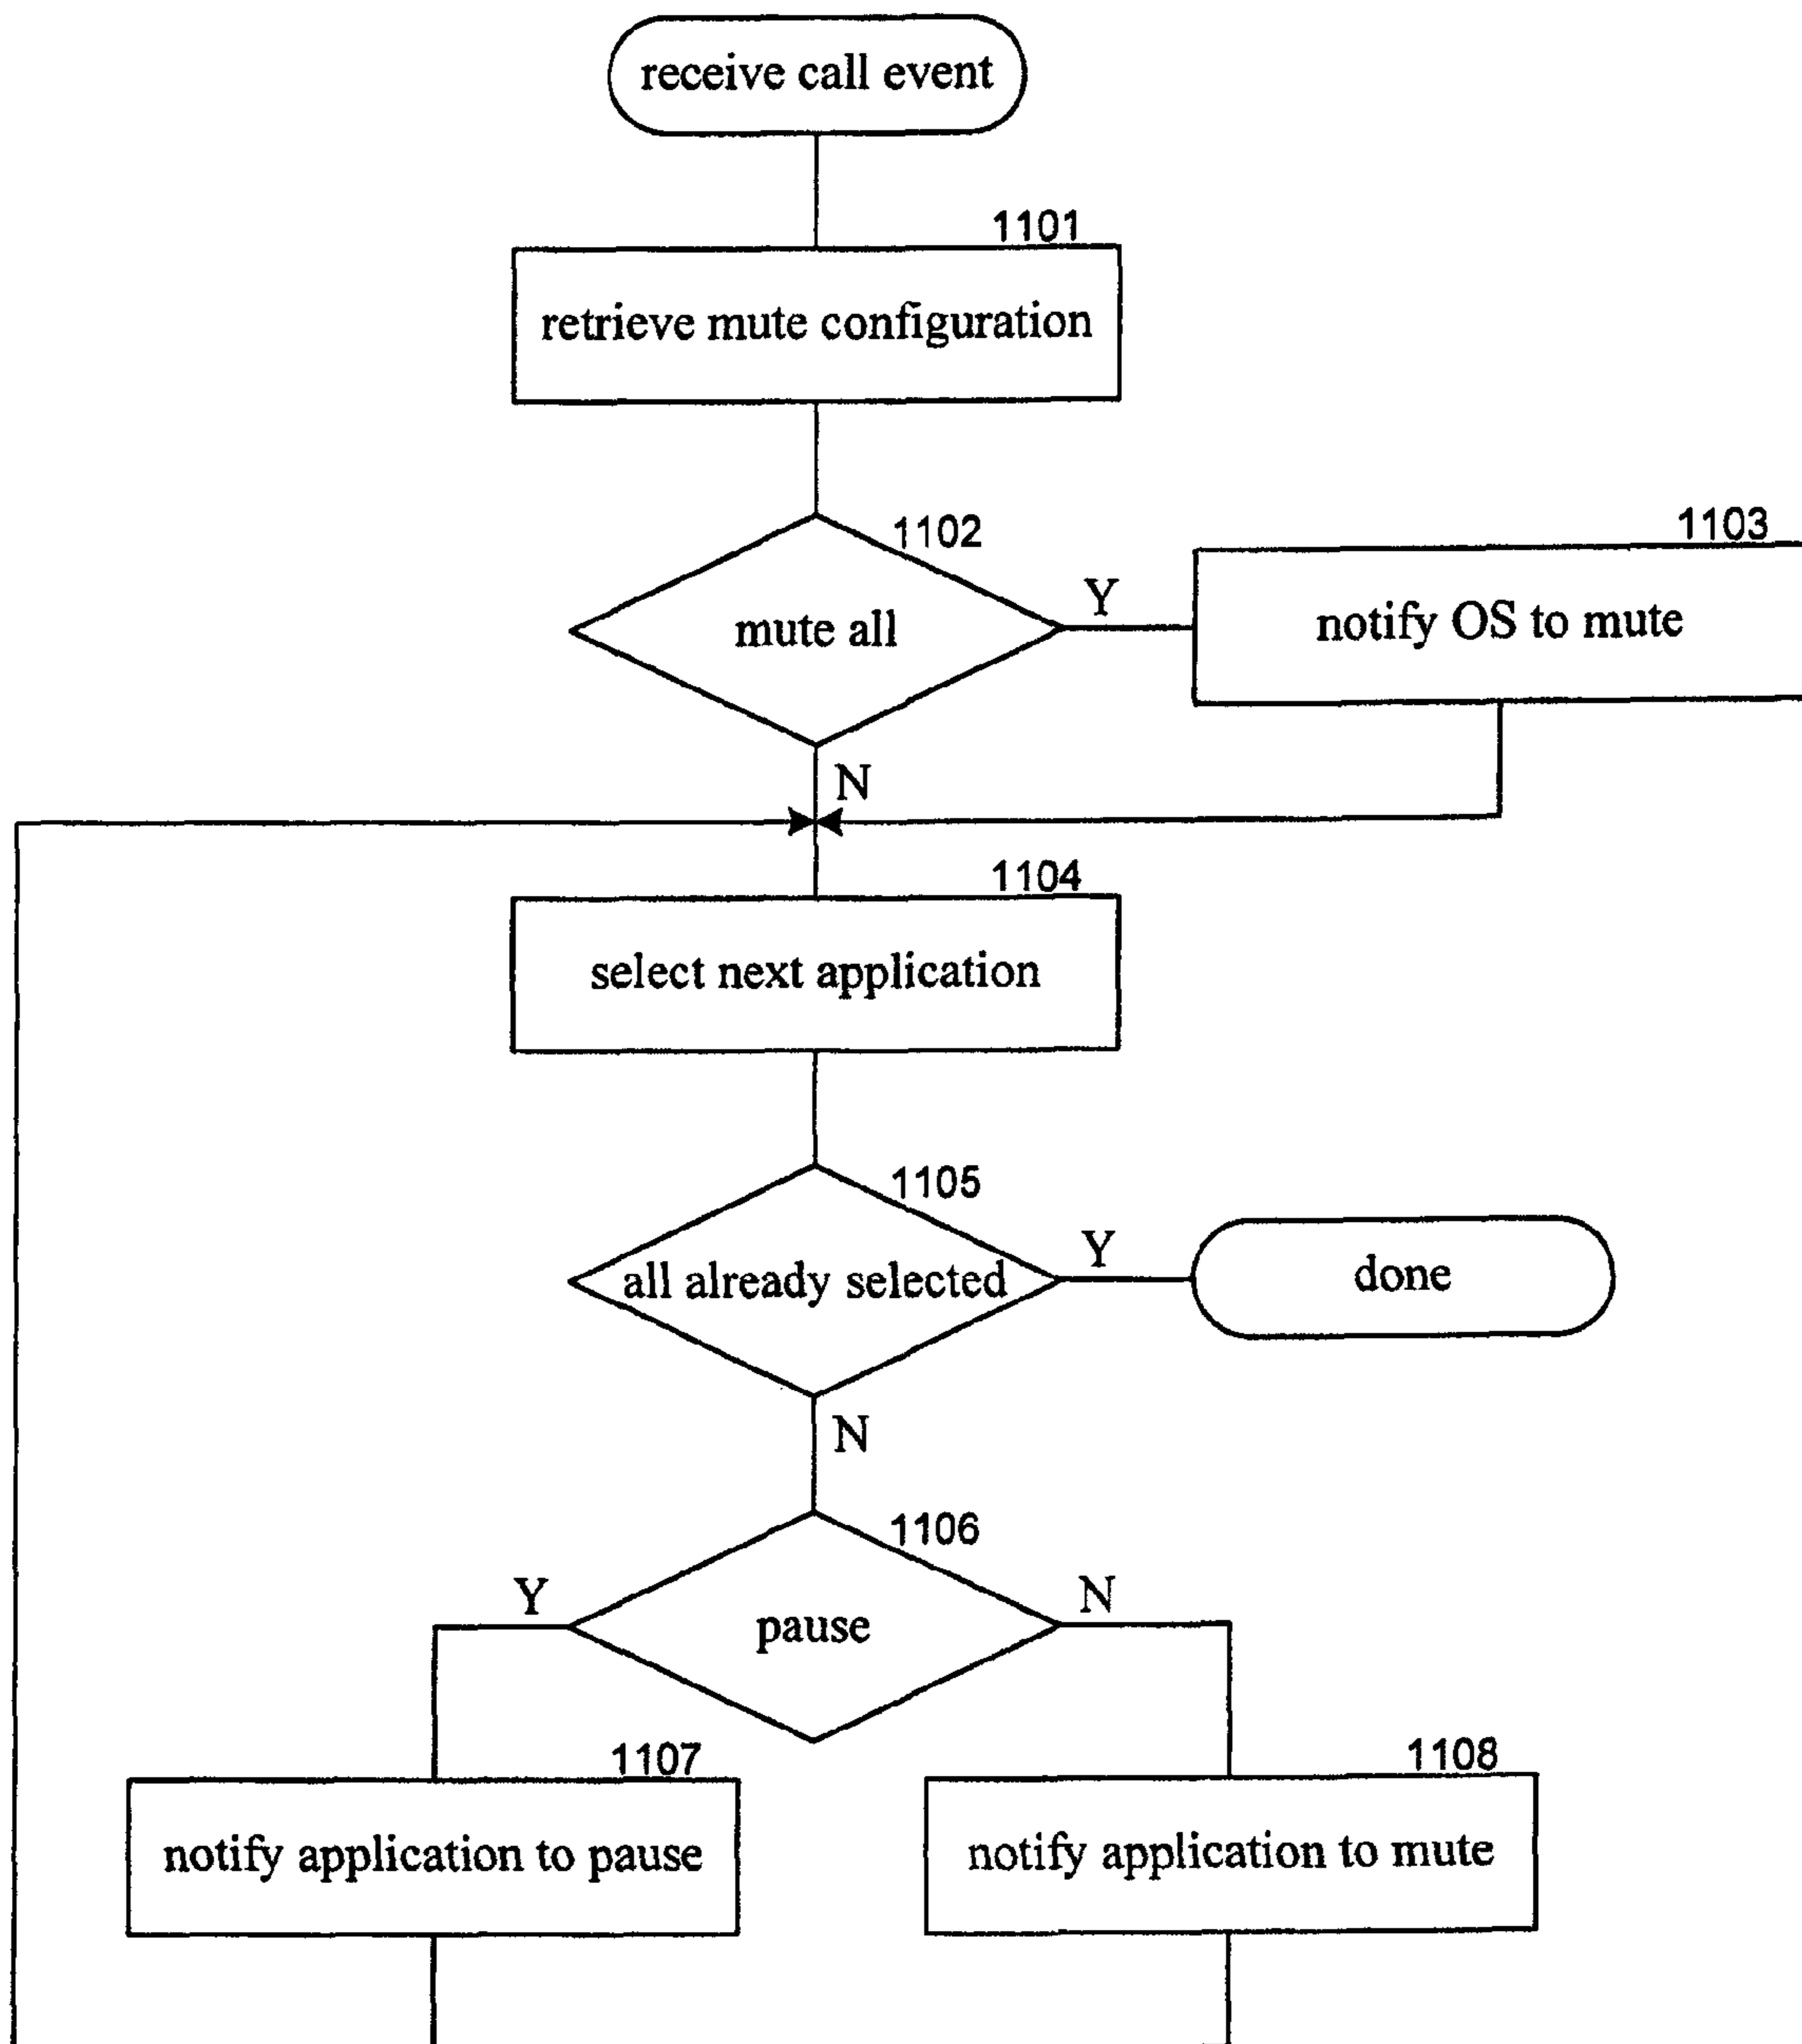 receive call event
1101
retrieve mute configuration
1102
mute all
Y
1103
notify OS to mute
N
1104
select next application
1105
all already selected
Y
done
N
1106
pause
Y
N
1107
notify application to pause
1108
notify application to mute